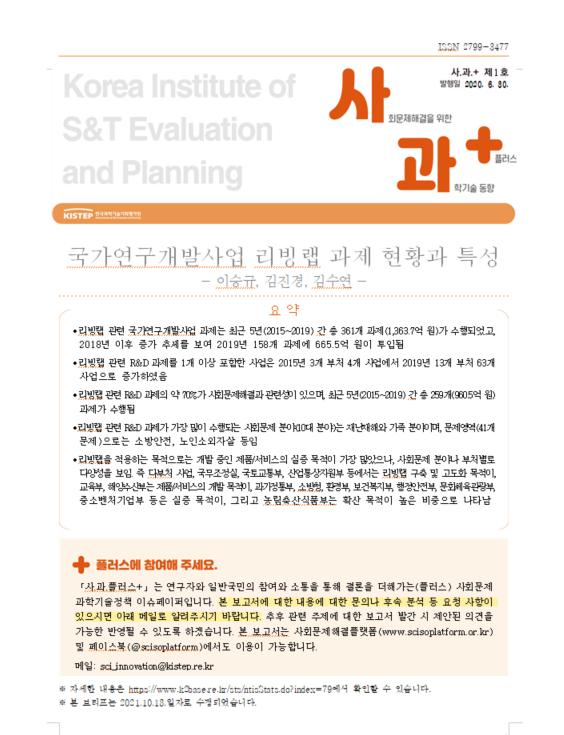 ISSN 2799-3477
Korea Institute of
S&T Evaluation
and Planning
사.과.+ 제1호
발행일 2020. 6. 30.
사회문제해결을 위한
과학기술 동향
+플러스
KISTEP 한국과학기술기획평가원
국가연구개발사업 리빙랩 과제 현황과 특성
- 이승규, 김진경, 김수연 -
요 약
•리빙랩 관련 국가연구개발사업 과제는 최근 5년(2015~2019) 간 총 361개 과제(1,363.7억 원)가 수행되었고,
2018년 이후 증가 추세를 보여 2019년 158개 과제에 665.5억 원이 투입됨
•리빙랩 관련 R&D 과제를 1개 이상 포함한 사업은 2015년 3개 부처 4개 사업에서 2019년 13개 부처 63개
사업으로 증가하였음
•리빙랩 관련 R&D 과제의 약 70%가 사회문제해결과 관련성이 있으며, 최근 5년(2015~2019) 간 총 259개(960.5억 원)
과제가 수행됨
•리빙랩 관련 R&D 과제가 가장 많이 수행되는 사회문제 분야(10대 분야)는 재난재해와 가족 분야이며, 문제영역(41개
문제)으로는 소방안전, 노인소외자살 등임
•리빙랩을 적용하는 목적으로는 개발 중인 제품/서비스의 실증 목적이 가장 많았으나, 사회문제 분야나 부처별로
다양성을 보임. 즉 다부처 사업, 국무조정실, 국토교통부, 산업통상자원부 등에서는 리빙랩 구축 및 고도화 목적이,
교육부, 해양수산부는 제품/서비스의 개발 목적이, 과기정통부, 소방청, 환경부, 보건복지부, 행정안전부, 문화체육관광부,
중소벤처기업부 등은 실증 목적이, 그리고 농림축산식품부는 확산 목적이 높은 비중으로 나타남
플러스에 참여해 주세요.
「사.과.플러스+」는 연구자와 일반국민의 참여와 소통을 통해 결론을 더해가는(플러스) 사회문제
과학기술정책 이슈페이퍼입니다. 본 보고서에 대한 내용에 대한 문의나 후속 분석 등 요청 사항이
있으시면 아래 메일로 알려주시기 바랍니다. 추후 관련 주제에 대한 보고서 발간 시 제안된 의견을
가능한 반영될 수 있도록 하겠습니다. 본 보고서는 사회문제해결플랫폼(www.scisoplatform.or.kr)
및 페이스북(@scisoplatform)에서도 이용이 가능합니다.
메일: sci_innovation@kistep.re.kr
※ 자세한 내용은 https://www.k2base.re.kr/sts/ntisStats.do?index=79에서 확인할 수 있습니다.
※ 본 브리프는 2021.10.18.일자로 수정되었습니다.